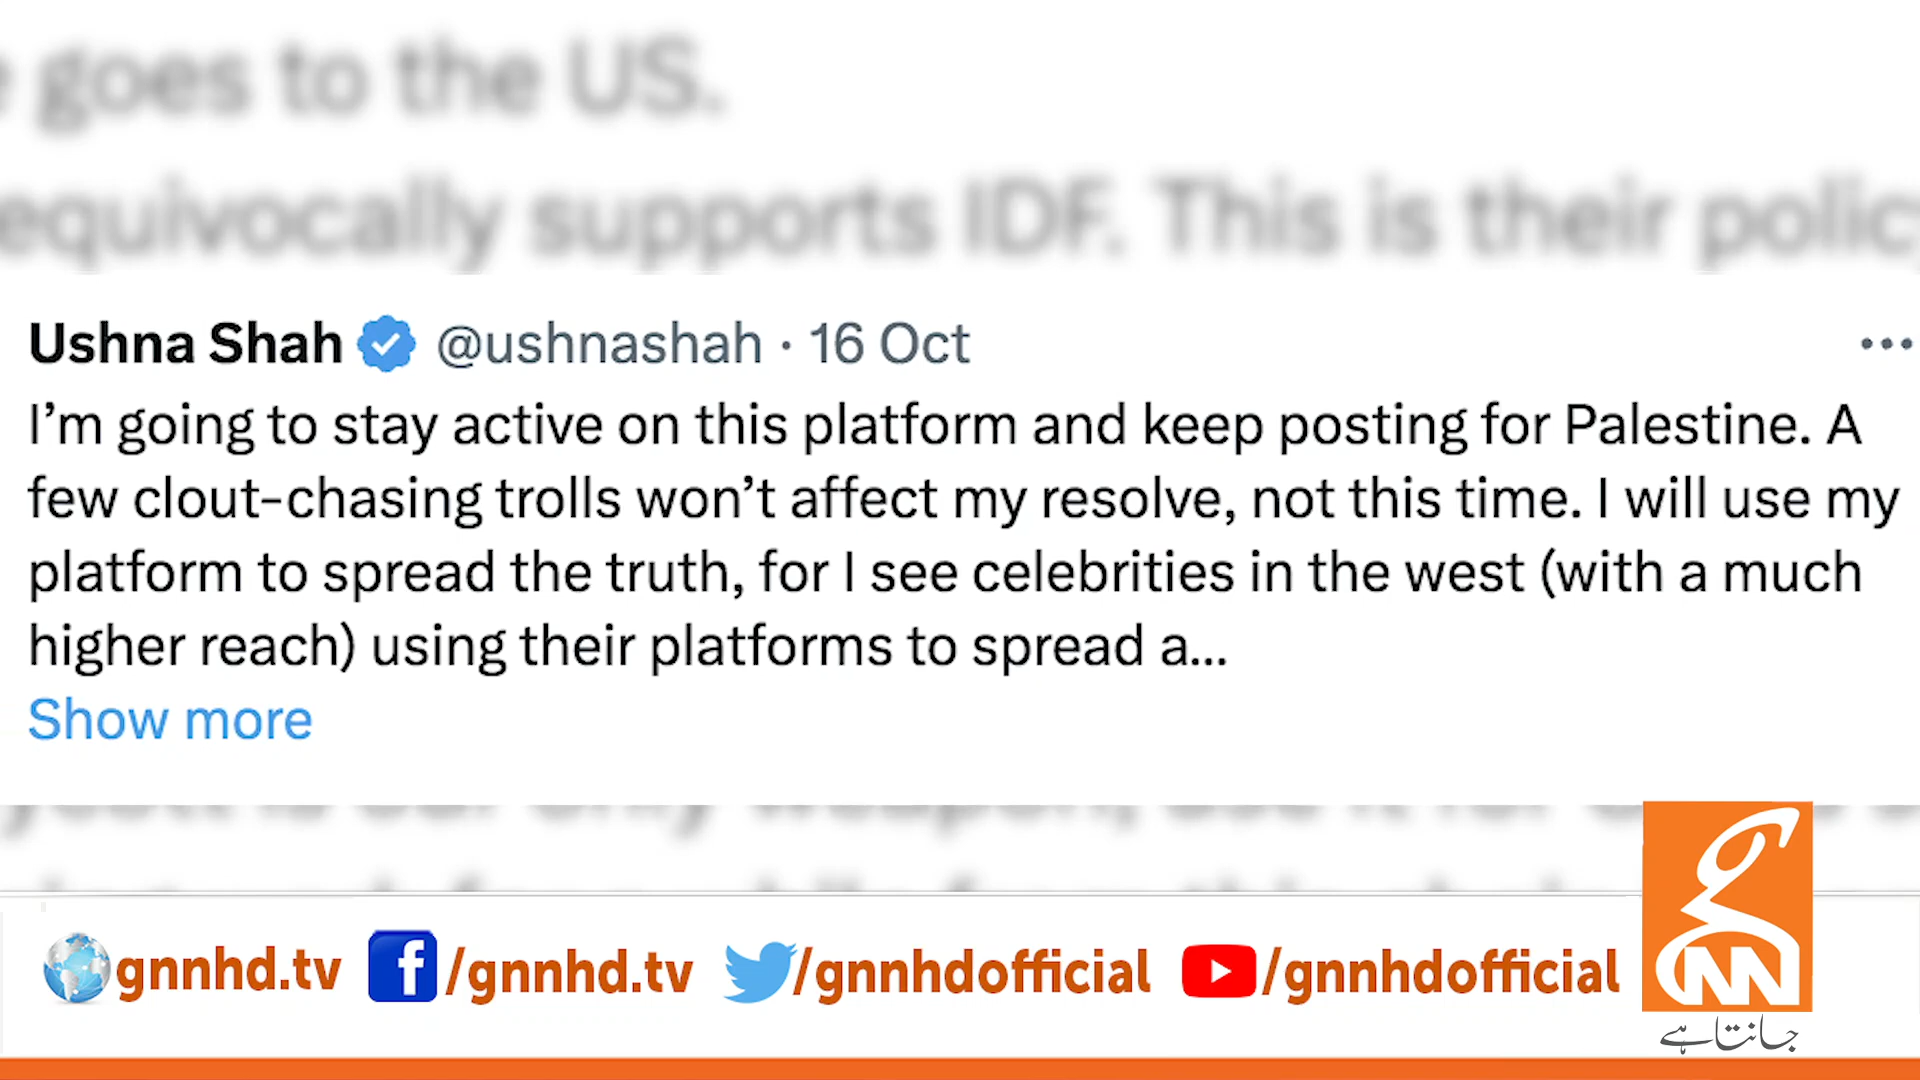 goes to the US.
equivocally supports IDF. This is their policy
Ushna Shah @ushnashah · 16 Oct
I'm going to stay active on this platform and keep posting for Palestine. A
few clout-chasing trolls won't affect my resolve, not this time. I will use my
platform to spread the truth, for I see celebrities in the west (with a much
higher reach) using their platforms to spread a...
Show more
gnnhd.tv /gnnhd.tv /gnnhdofficial /gnnhdofficial
GNN
جانتا ہے